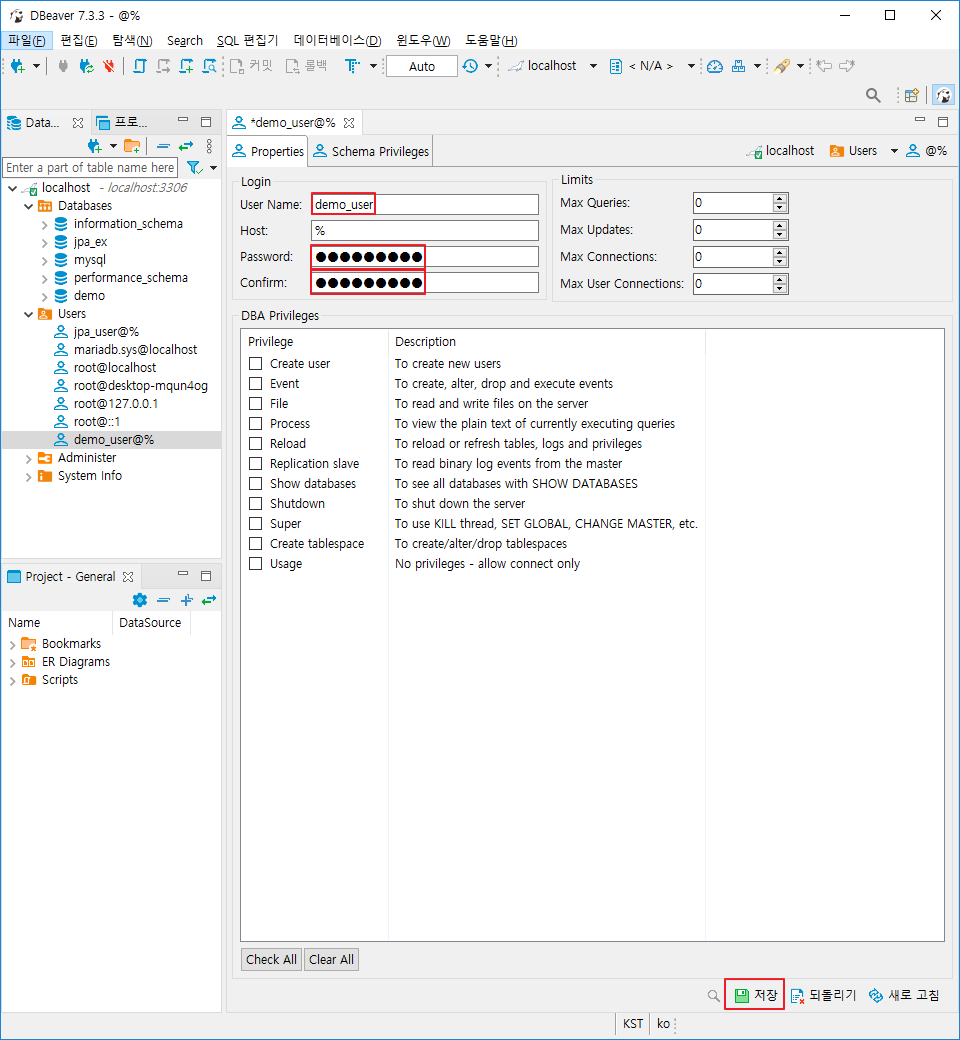 DBeaver 7.3.3 - @%
파일(F) 편집(E) 탐색(N) Search SQL 편집기 데이터베이스(D) 윈도우(W) 도움말(H)
커밋 롤백 Auto localhost < N/A >
Data... 프로...
Enter a part of table name here
localhost - localhost:3306
Databases
information_schema
jpa_ex
mysql
performance_schema
demo
Users
jpa_user@%
mariadb.sys@localhost
root@localhost
root@desktop-mqun4og
root@127.0.0.1
root@::1
demo_user@%
Administer
System Info
Project - General
Name DataSource
Bookmarks
ER Diagrams
Scripts
*demo_user@%
Properties Schema Privileges
localhost Users @%
Login
User Name: demo_user
Host: %
Password: ●●●●●●●●●
Confirm: ●●●●●●●●●
Limits
Max Queries: 0
Max Updates: 0
Max Connections: 0
Max User Connections: 0
DBA Privileges
Privilege Description
Create user To create new users
Event To create, alter, drop and execute events
File To read and write files on the server
Process To view the plain text of currently executing queries
Reload To reload or refresh tables, logs and privileges
Replication slave To read binary log events from the master
Show databases To see all databases with SHOW DATABASES
Shutdown To shut down the server
Super To use KILL thread, SET GLOBAL, CHANGE MASTER, etc.
Create tablespace To create/alter/drop tablespaces
Usage No privileges - allow connect only
Check All Clear All
저장 되돌리기 새로 고침
KST ko